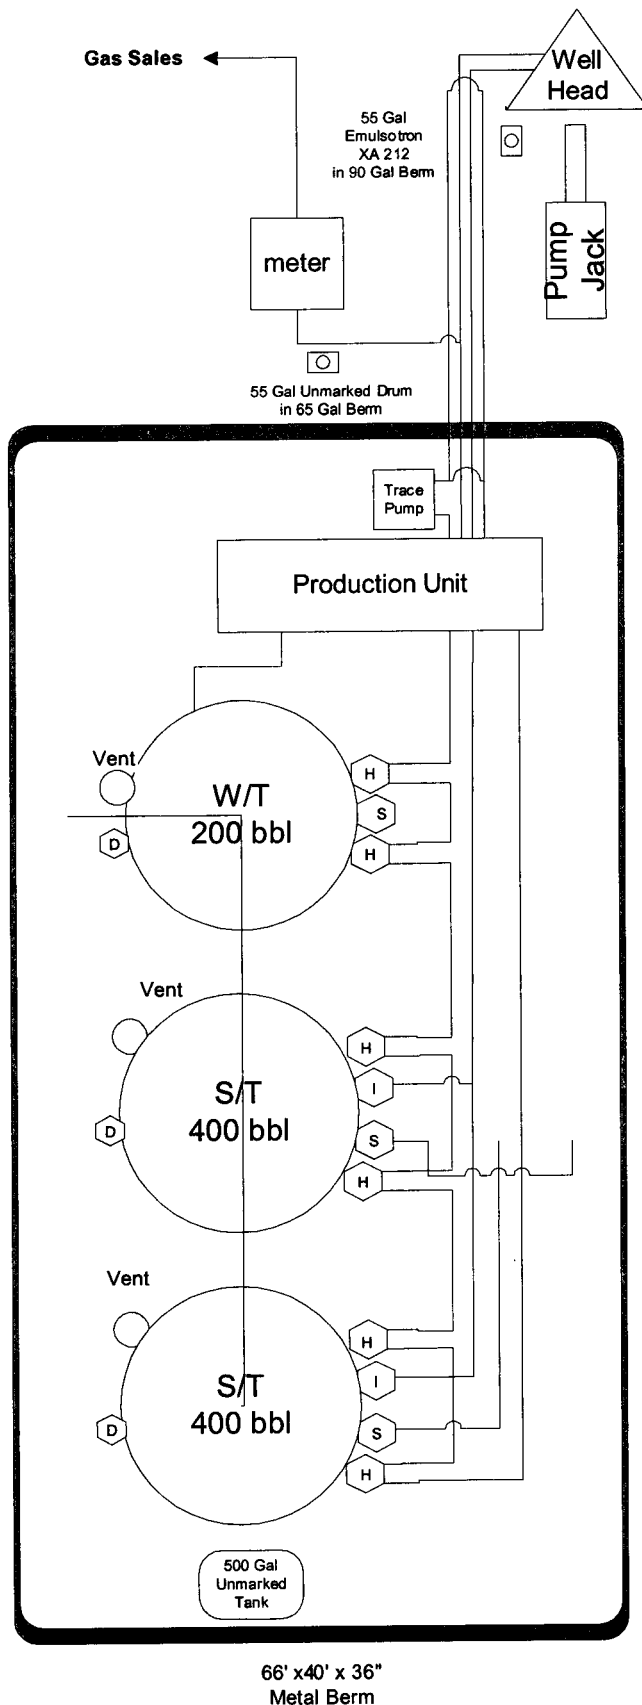 Gas Sales
Well
Head
55 Gal
Emulsotron
XA 212
in 90 Gal Berm
Pump
Jack
meter
55 Gal Unmarked Drum
in 65 Gal Berm
Trace
Pump
Production Unit
Vent
H
W/T
S
200 bbl
D
H
Vent
H
S/T
I
400 bbl
D
S
H
Vent
H
S/T
I
400 bbl
D
S
H
500 Gal
Unmarked
Tank
66' x40' x 36"
Metal Berm